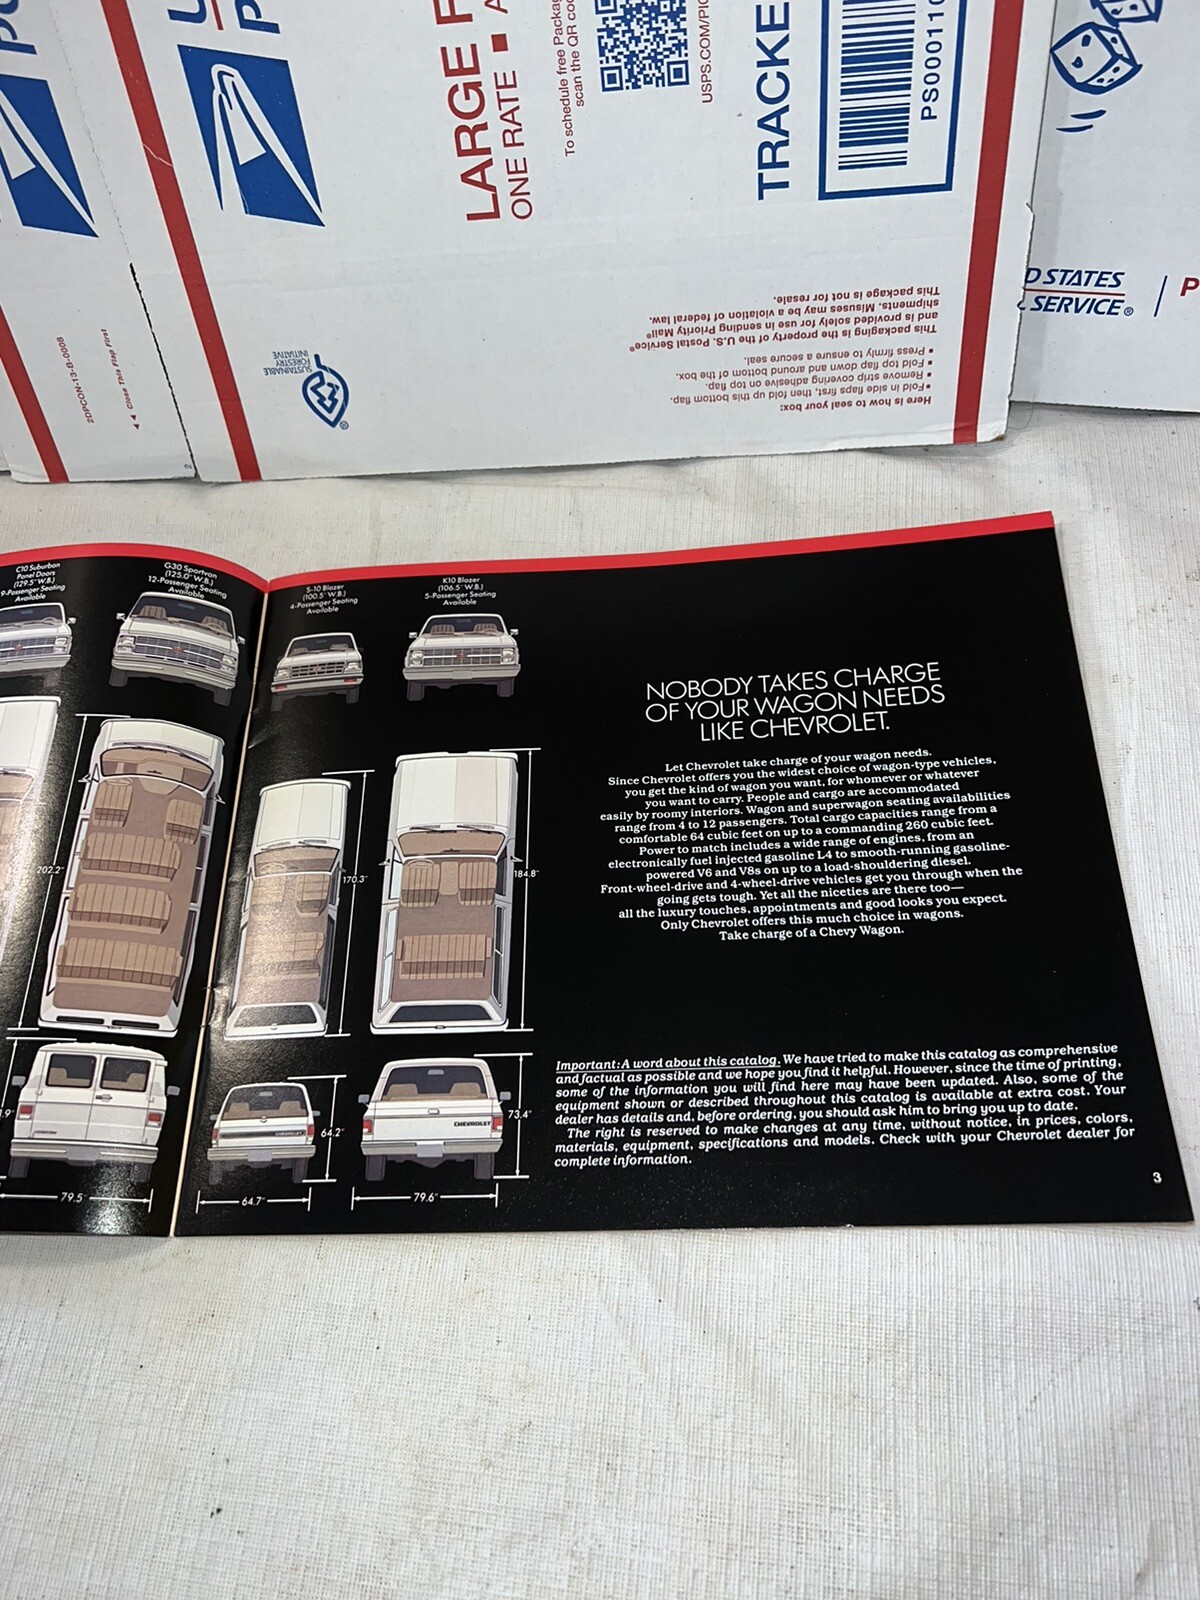 LARGE
ONE RATE ■
To schedule free
scan the QR
USPS.COM/PIC
TRACKE
PS000110
D STATES
SERVICE®
P
This package is not for resale.
shipments. Misuses may be a violation of federal law.
and is provided solely for use in sending Priority Mail®
This packaging is the property of the U.S. Postal Service®
▪ Press firmly to ensure a secure seal.
▪ Fold top flap down and around bottom of the box.
▪ Remove strip covering adhesive on top flap.
▪ Fold in side flaps first, then fold up this bottom flap.
Here is how to seal your box:
SUSTAINABLE
FORESTRY
INITIATIVE
2DPCON-13-B-0008
Close This Flap First
2
C10 Suburban
Panel Doors
(129.5" W.B.)
9-Passenger Seating
Available
G30 Sportvan
(125.0" W.B.)
12-Passenger Seating
Available
S-10 Blazer
(100.5" W.B.)
4-Passenger Seating
Available
K10 Blazer
(106.5" W.B.)
5-Passenger Seating
Available
202.2"
170.3"
184.8"
64.2"
73.4"
79.5"
64.7"
79.6"
CHEVROLET
CHEVROLET
NOBODY TAKES CHARGE
OF YOUR WAGON NEEDS
LIKE CHEVROLET.
Let Chevrolet take charge of your wagon needs.
Since Chevrolet offers you the widest choice of wagon-type vehicles,
you get the kind of wagon you want, for whomever or whatever
you want to carry. People and cargo are accommodated
easily by roomy interiors. Wagon and superwagon seating availabilities
range from 4 to 12 passengers. Total cargo capacities range from a
comfortable 64 cubic feet on up to a commanding 260 cubic feet.
Power to match includes a wide range of engines, from an
electronically fuel injected gasoline L4 to smooth-running gasoline-
powered V6 and V8s on up to a load-shouldering diesel.
Front-wheel-drive and 4-wheel-drive vehicles get you through when the
going gets tough. Yet all the niceties are there too—
all the luxury touches, appointments and good looks you expect.
Only Chevrolet offers this much choice in wagons.
Take charge of a Chevy Wagon.
Important: A word about this catalog. We have tried to make this catalog as comprehensive
and factual as possible and we hope you find it helpful. However, since the time of printing,
some of the information you will find here may have been updated. Also, some of the
equipment shown or described throughout this catalog is available at extra cost. Your
dealer has details and, before ordering, you should ask him to bring you up to date.
The right is reserved to make changes at any time, without notice, in prices, colors,
materials, equipment, specifications and models. Check with your Chevrolet dealer for
complete information.
3